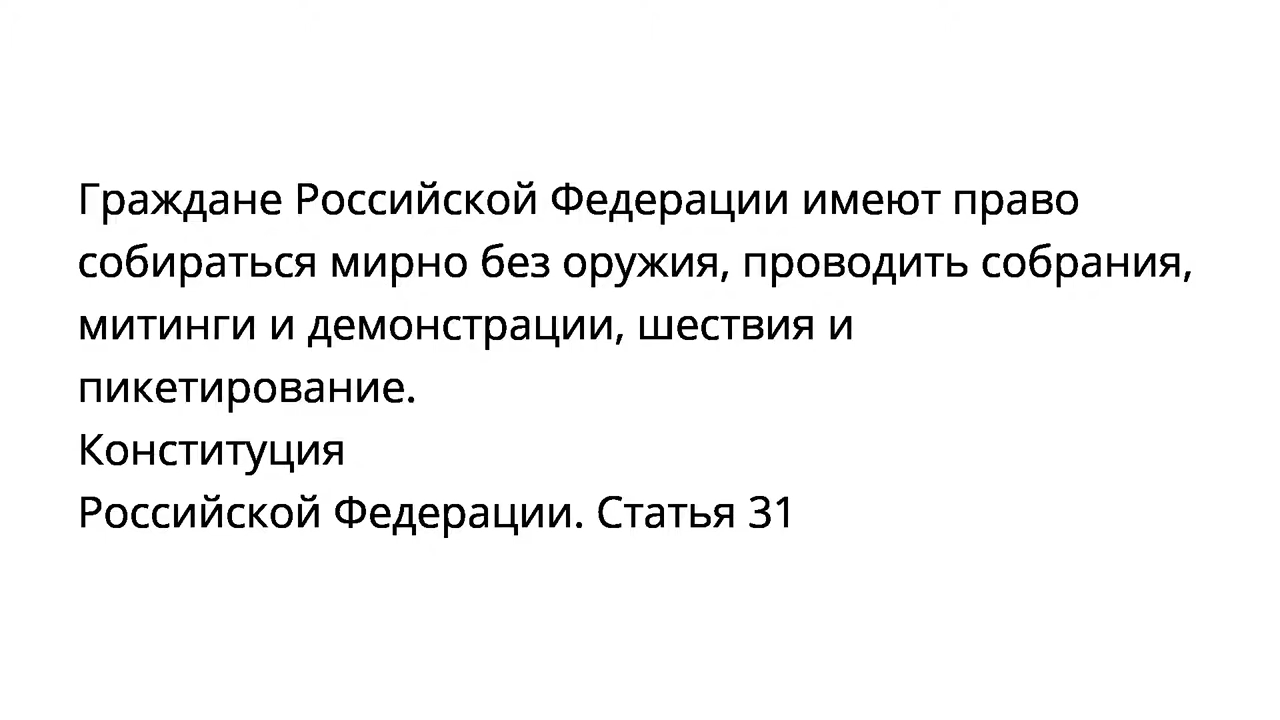 Граждане Российской Федерации имеют право
собираться мирно без оружия, проводить собрания,
митинги и демонстрации, шествия и
пикетирование.
Конституция
Российской Федерации. Статья 31